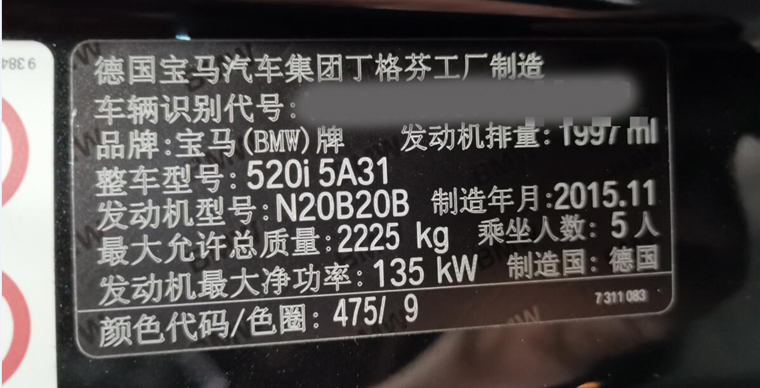 9384
德国宝马汽车集团丁格芬工厂制造
车辆识别代号:
品牌:宝马(BMW)牌 发动机排量:1997 ml
整车型号:520i 5A31
发动机型号:N20B20B 制造年月:2015.11
最大允许总质量:2225 kg 乘坐人数:5人
发动机最大净功率:135 kW 制造国:德国
颜色代码/色圈: 475/ 9
7 311 083